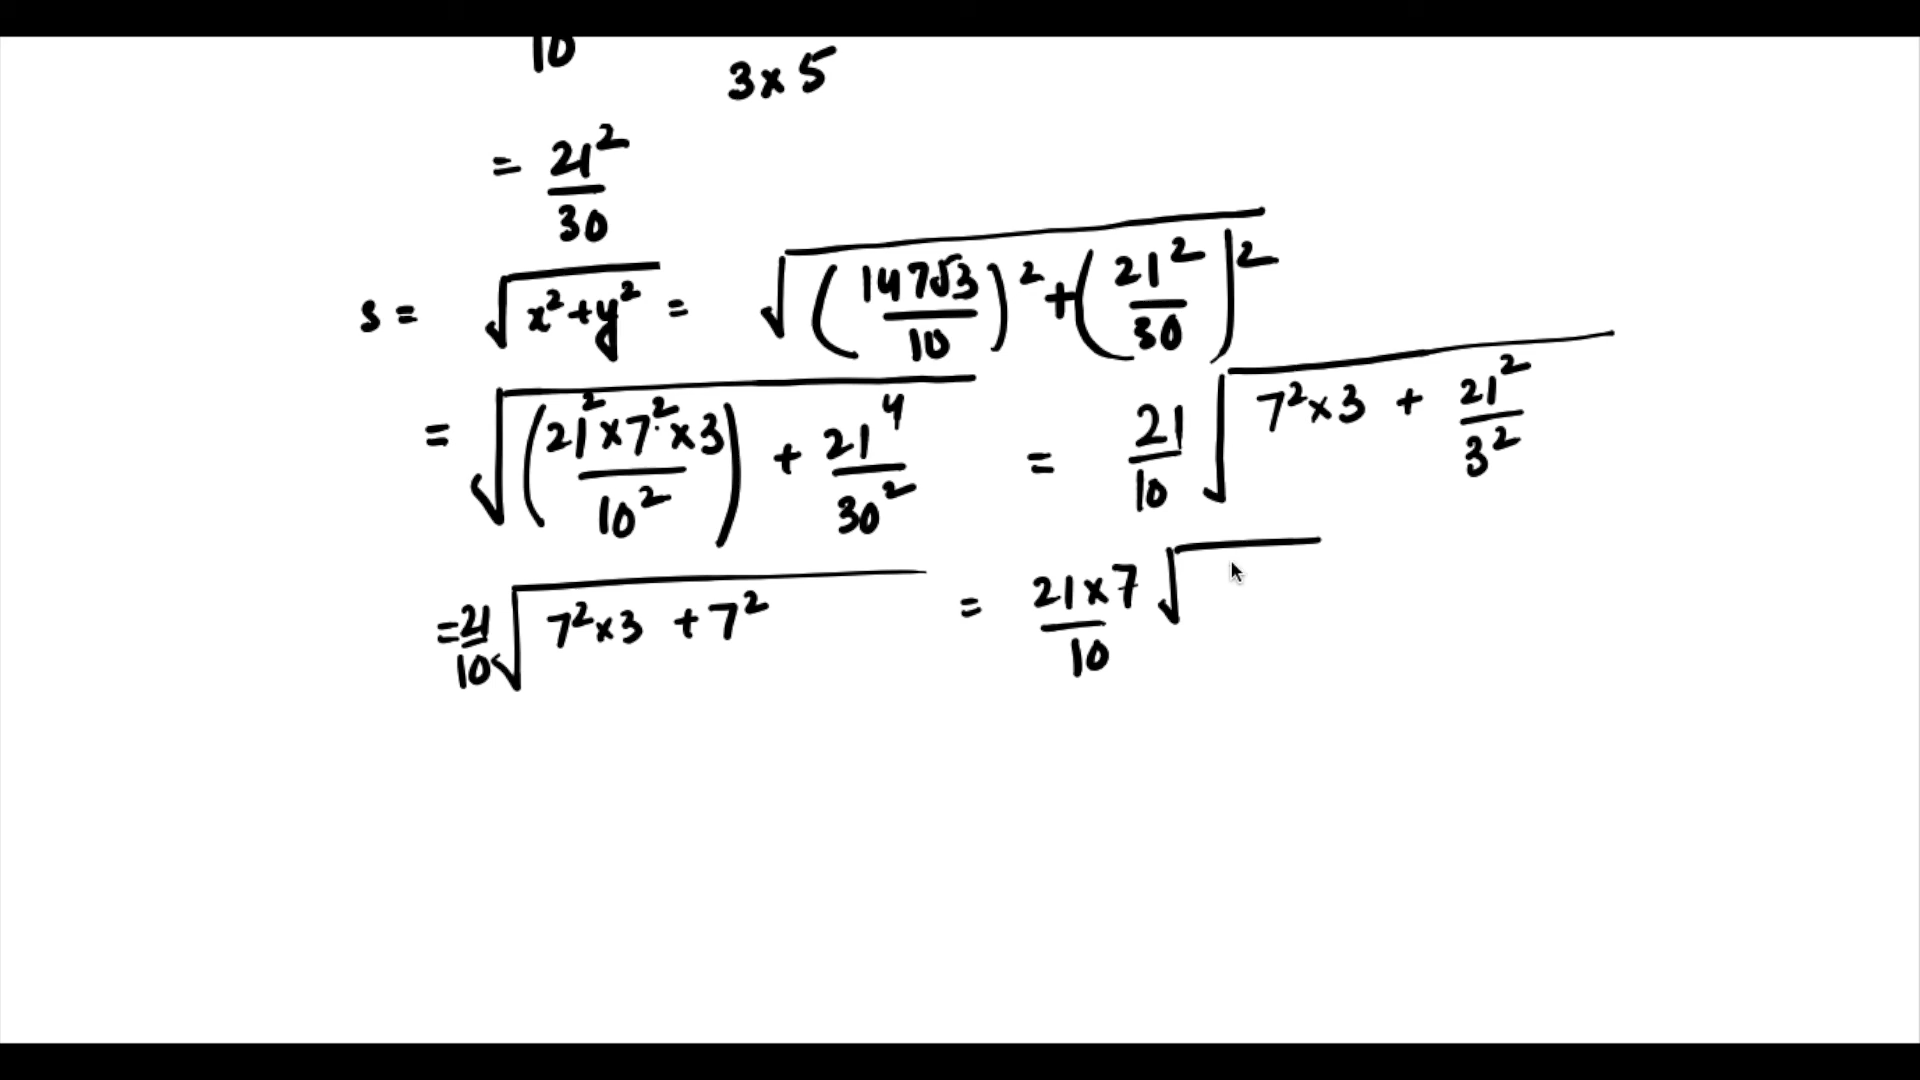 10
3 x 5
= 21²/30
s = √(x² + y²) = √((147√3/10)² + (21²/30)²)
= √((21² x 7² x 3/10²) + 21⁴/30²) = 21/10 √(7² x 3 + 21²/3²)
= 21/10 √(7² x 3 + 7²) = 21 x 7/10 √